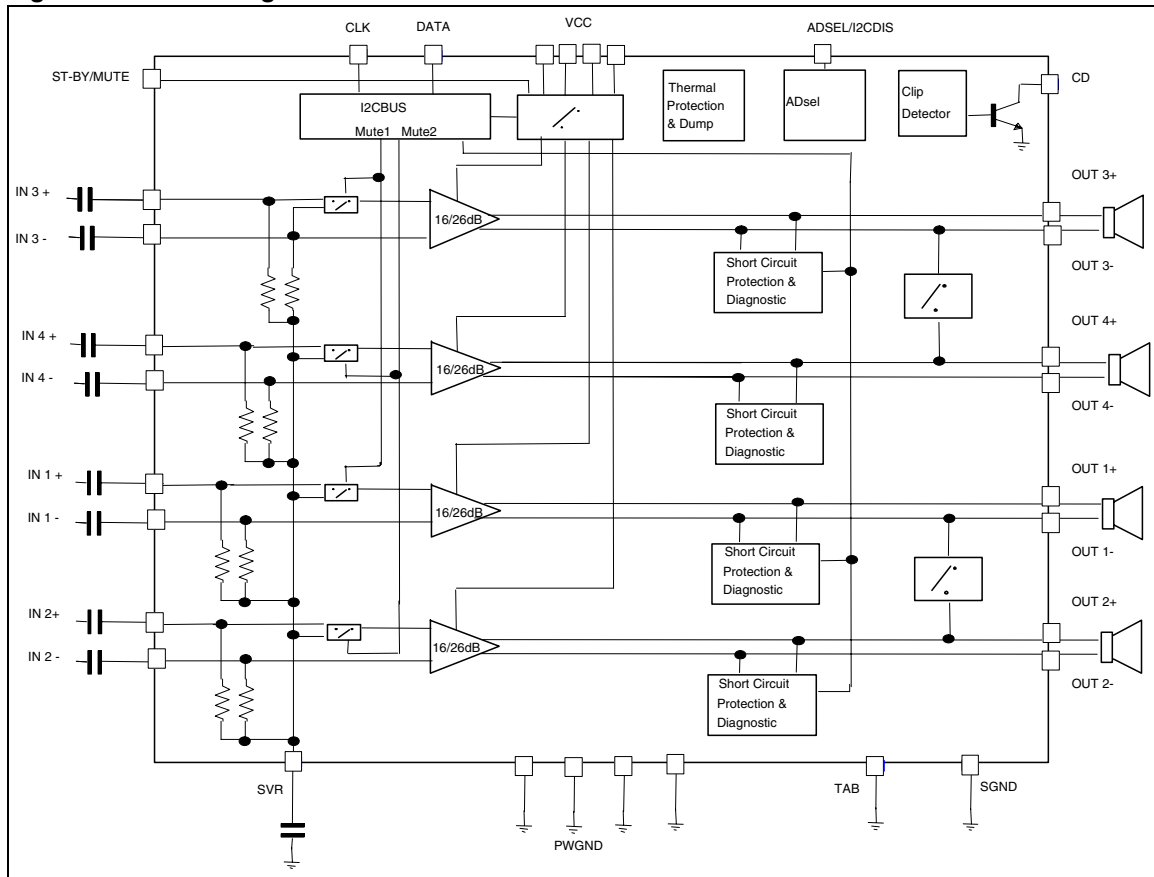 CLK
DATA
VCC
ADSEL/I2CDIS
ST-BY/MUTE
CD
I2CBUS
Mute1 Mute2
Thermal
Protection
& Dump
ADsel
Clip
Detector
IN 3 +
IN 3 -
16/26dB
Short Circuit
Protection &
Diagnostic
OUT 3+
OUT 3-
IN 4 +
IN 4 -
16/26dB
Short Circuit
Protection &
Diagnostic
OUT 4+
OUT 4-
IN 1 +
IN 1 -
16/26dB
Short Circuit
Protection &
Diagnostic
OUT 1+
OUT 1-
IN 2+
IN 2 -
16/26dB
Short Circuit
Protection &
Diagnostic
OUT 2+
OUT 2-
SVR
PWGND
TAB
SGND